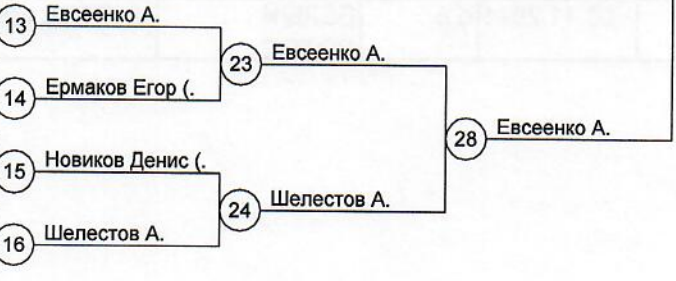 13 Евсеенко А.
23 Евсеенко А.
14 Ермаков Егор (.
28 Евсеенко А.
15 Новиков Денис (.
24 Шелестов А.
16 Шелестов А.